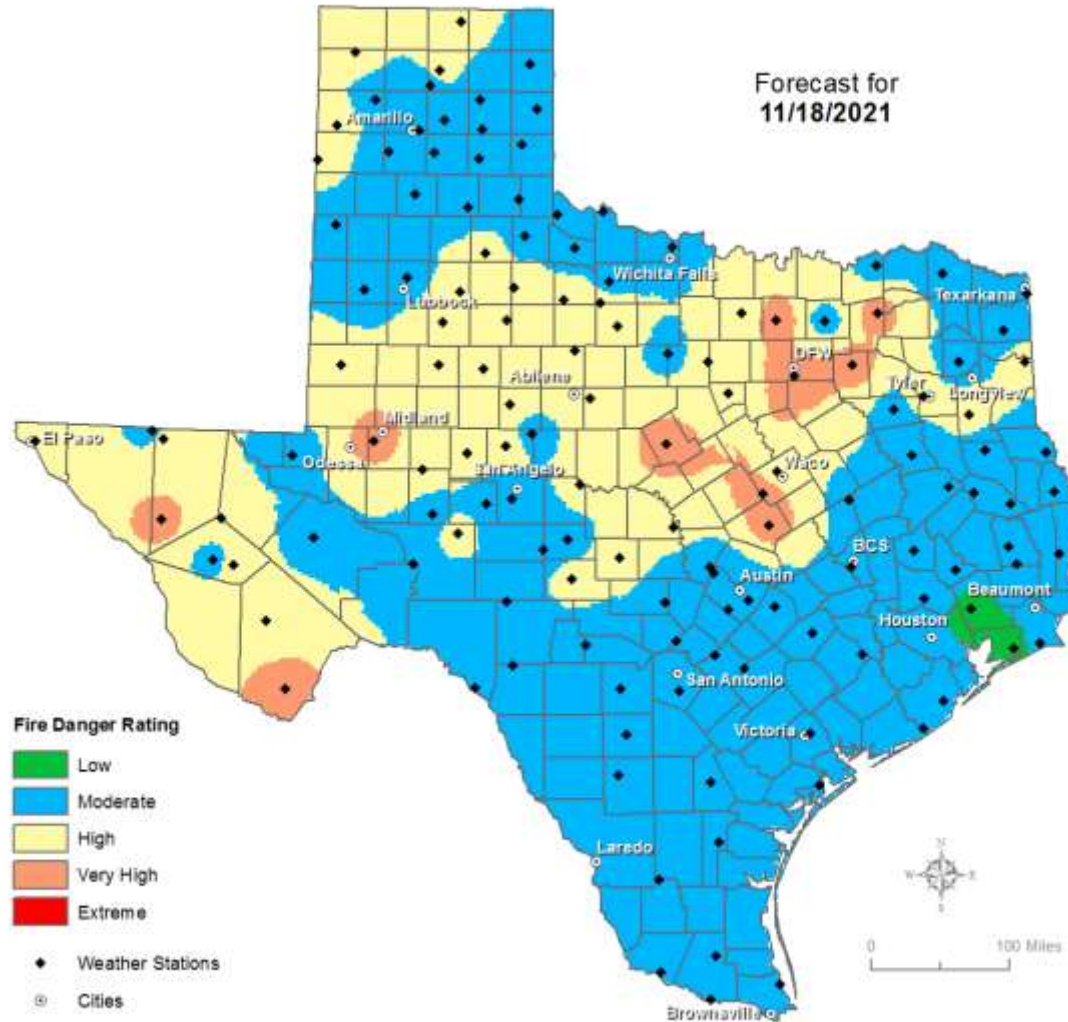 Forecast for
11/18/2021
Amarillo
Wichita Falls
Lubbock
Texarkana
DFW
Abilene
Tyler
Longview
Midland
El Paso
Odessa
San Angelo
Waco
BCS
Austin
Beaumont
Houston
San Antonio
Victoria
Laredo
Brownsville
Fire Danger Rating
Low
Moderate
High
Very High
Extreme
Weather Stations
Cities
N
W E
S
0 100 Miles